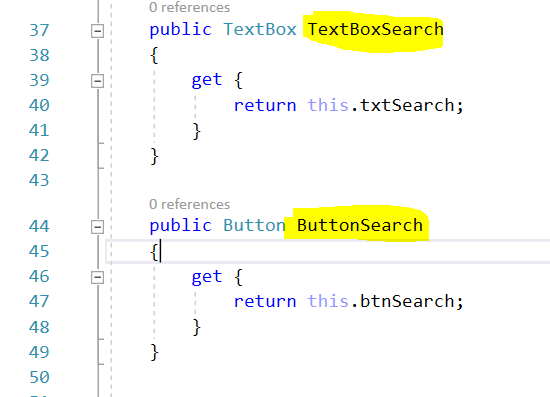 0 references
37 public TextBox TextBoxSearch
38 {
39 get {
40 return this.txtSearch;
41 }
42 }
43
0 references
44 public Button ButtonSearch
45 {
46 get {
47 return this.btnSearch;
48 }
49 }
50